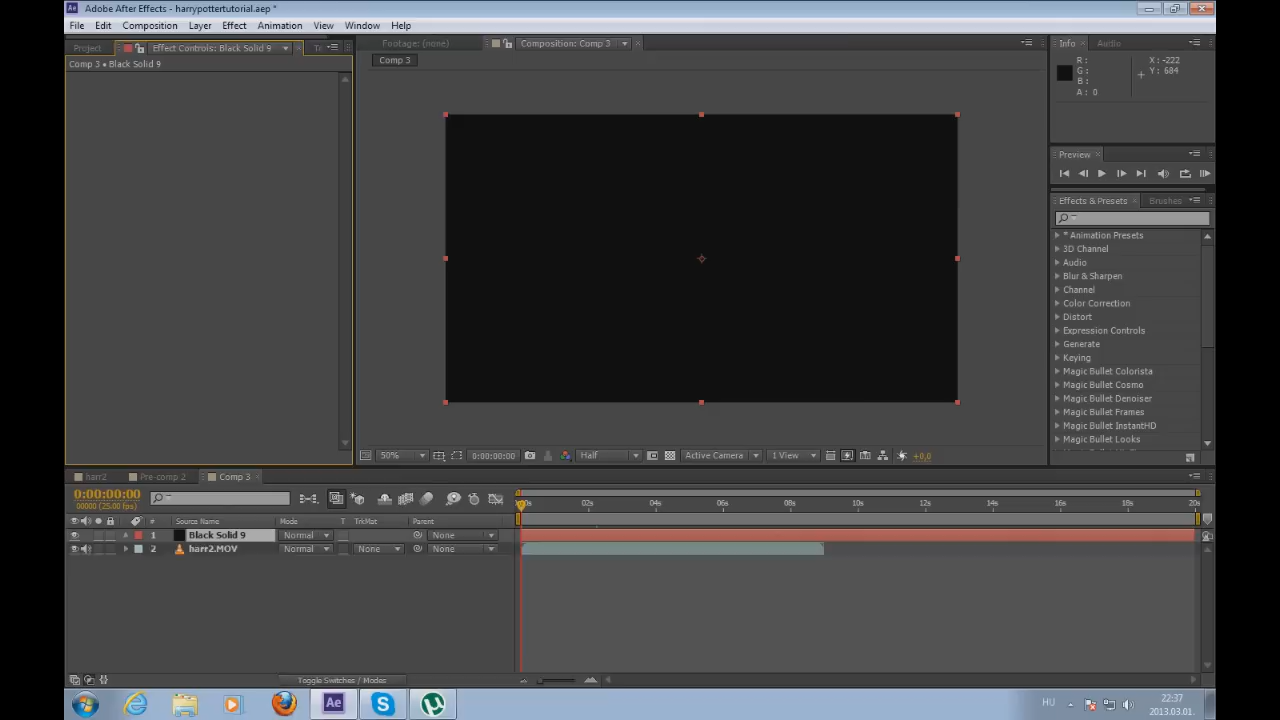 Adobe After Effects - harrypottertutorial.aep *
File Edit Composition Layer Effect Animation View Window Help
Project Effect Controls: Black Solid 9
Comp 3 • Black Solid 9
Footage: (none) Composition: Comp 3
Comp 3
Info Audio
R : X : -222
G : Y : 684
B :
A : 0
Preview
Effects & Presets Brushes
* Animation Presets
3D Channel
Audio
Blur & Sharpen
Channel
Color Correction
Distort
Expression Controls
Generate
Keying
Magic Bullet Colorista
Magic Bullet Cosmo
Magic Bullet Denoiser
Magic Bullet Frames
Magic Bullet InstantHD
Magic Bullet Looks
50% 0:00:00:00 Half Active Camera 1 View +0,0
harr2 Pre-comp 2 Comp 3
0:00:00:00
00000 (25.00 fps)
02s 04s 06s 08s 10s 12s 14s 16s 18s 20s
# Source Name Mode T TrkMat Parent
1 Black Solid 9 Normal None
2 harr2.MOV Normal None None
Toggle Switches / Modes
HU 22:37
2013.03.01.